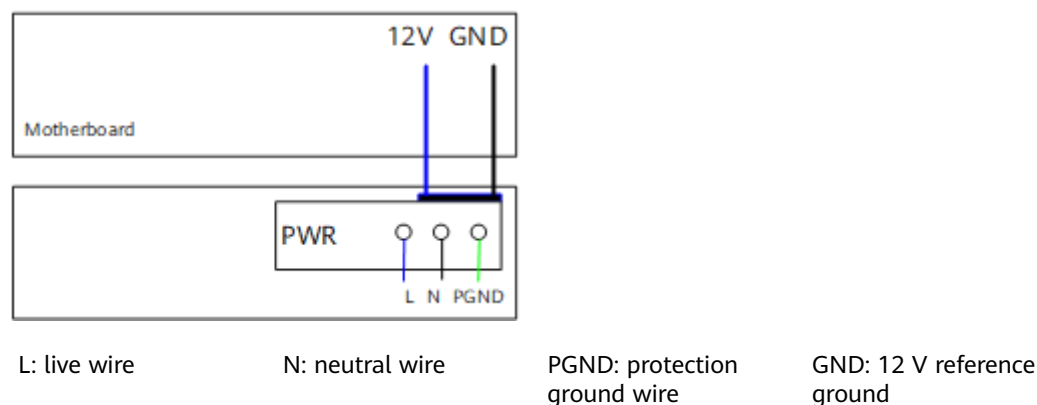 12V GND
Motherboard
PWR
L N PGND
L: live wire
N: neutral wire
PGND: protection
ground wire
GND: 12 V reference
ground